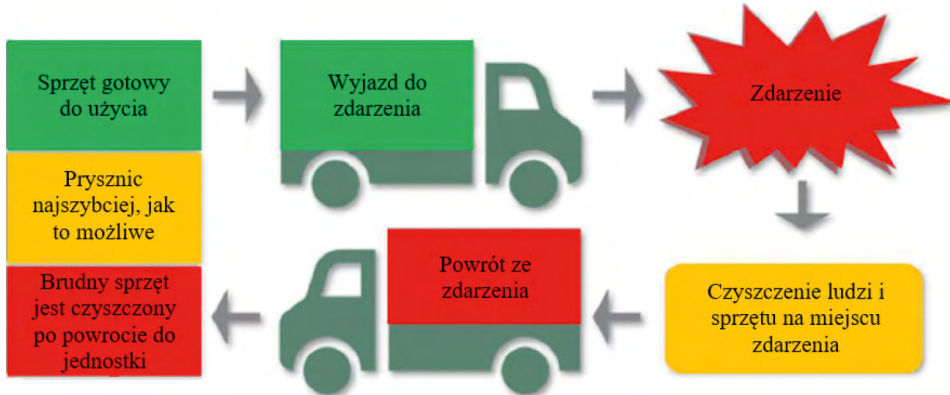 Sprzęt gotowy
do użycia
Wyjazd do
zdarzenia
Zdarzenie
Prysznic
najszybciej, jak
to możliwe
Brudny sprzęt
jest czyszczony
po powrocie do
jednostki
Powrót ze
zdarzenia
Czyszczenie ludzi i
sprzętu na miejscu
zdarzenia